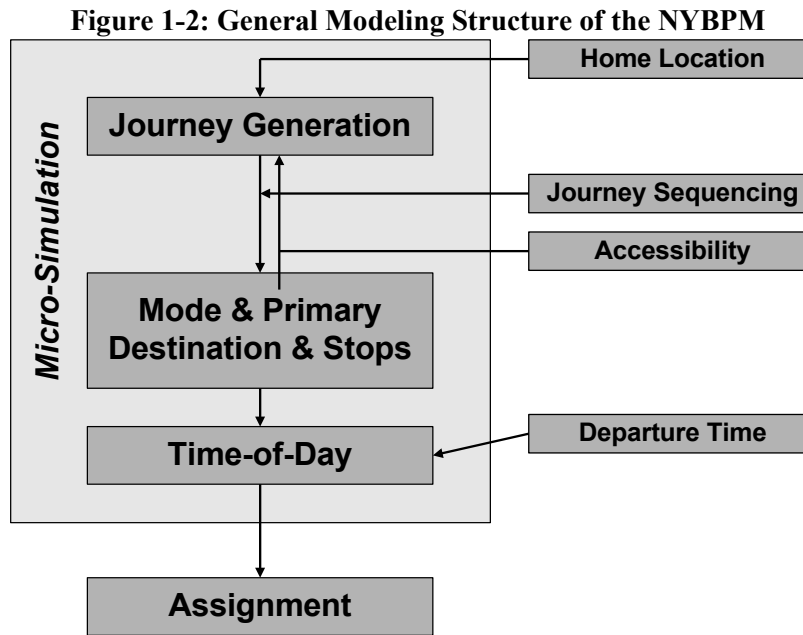 Figure 1-2: General Modeling Structure of the NYBPM
Home Location
Journey Generation
Micro-Simulation
Journey Sequencing
Accessibility
Mode & Primary
Destination & Stops
Departure Time
Time-of-Day
Assignment